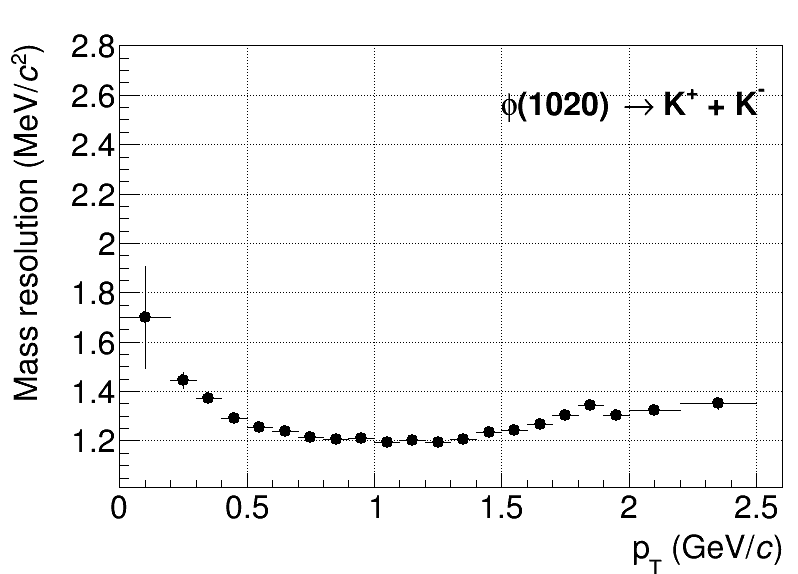 Mass resolution (MeV/c²)
2.8
2.6
2.4
2.2
2
1.8
1.6
1.4
1.2
ϕ(1020) → K⁺ + K⁻
0 0.5 1 1.5 2 2.5
p_T (GeV/c)